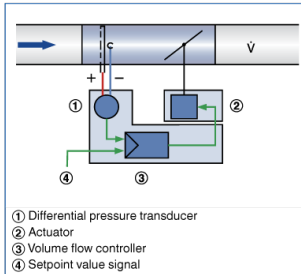 V̇
+ −
①
②
④
③
① Differential pressure transducer
② Actuator
③ Volume flow controller
④ Setpoint value signal